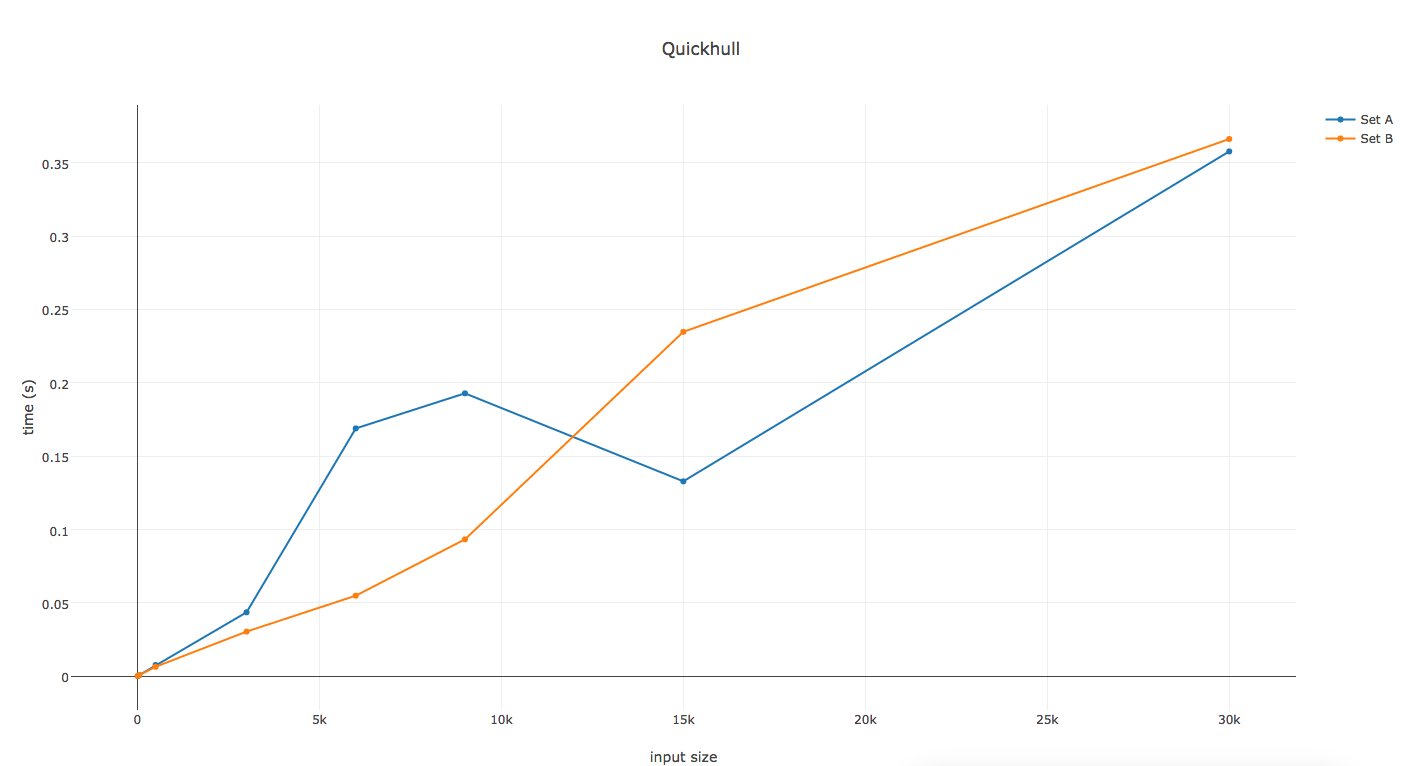 Quickhull
Set A
Set B
0.35
0.3
0.25
0.2
0.15
0.1
0.05
0
time (s)
0 5k 10k 15k 20k 25k 30k
input size